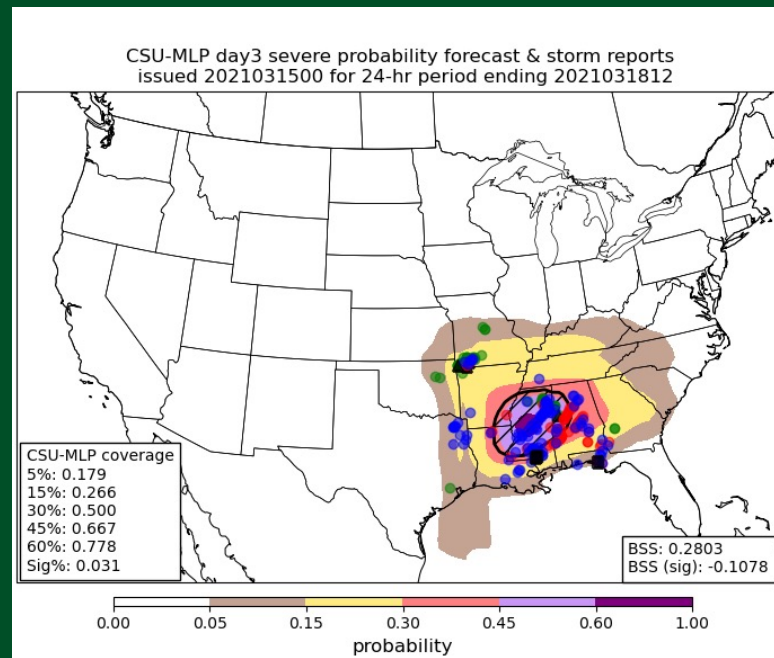 CSU-MLP day3 severe probability forecast & storm reports
issued 2021031500 for 24-hr period ending 2021031812
CSU-MLP coverage
5%: 0.179
15%: 0.266
30%: 0.500
45%: 0.667
60%: 0.778
Sig%: 0.031
BSS: 0.2803
BSS (sig): -0.1078
0.00 0.05 0.15 0.30 0.45 0.60 1.00
probability